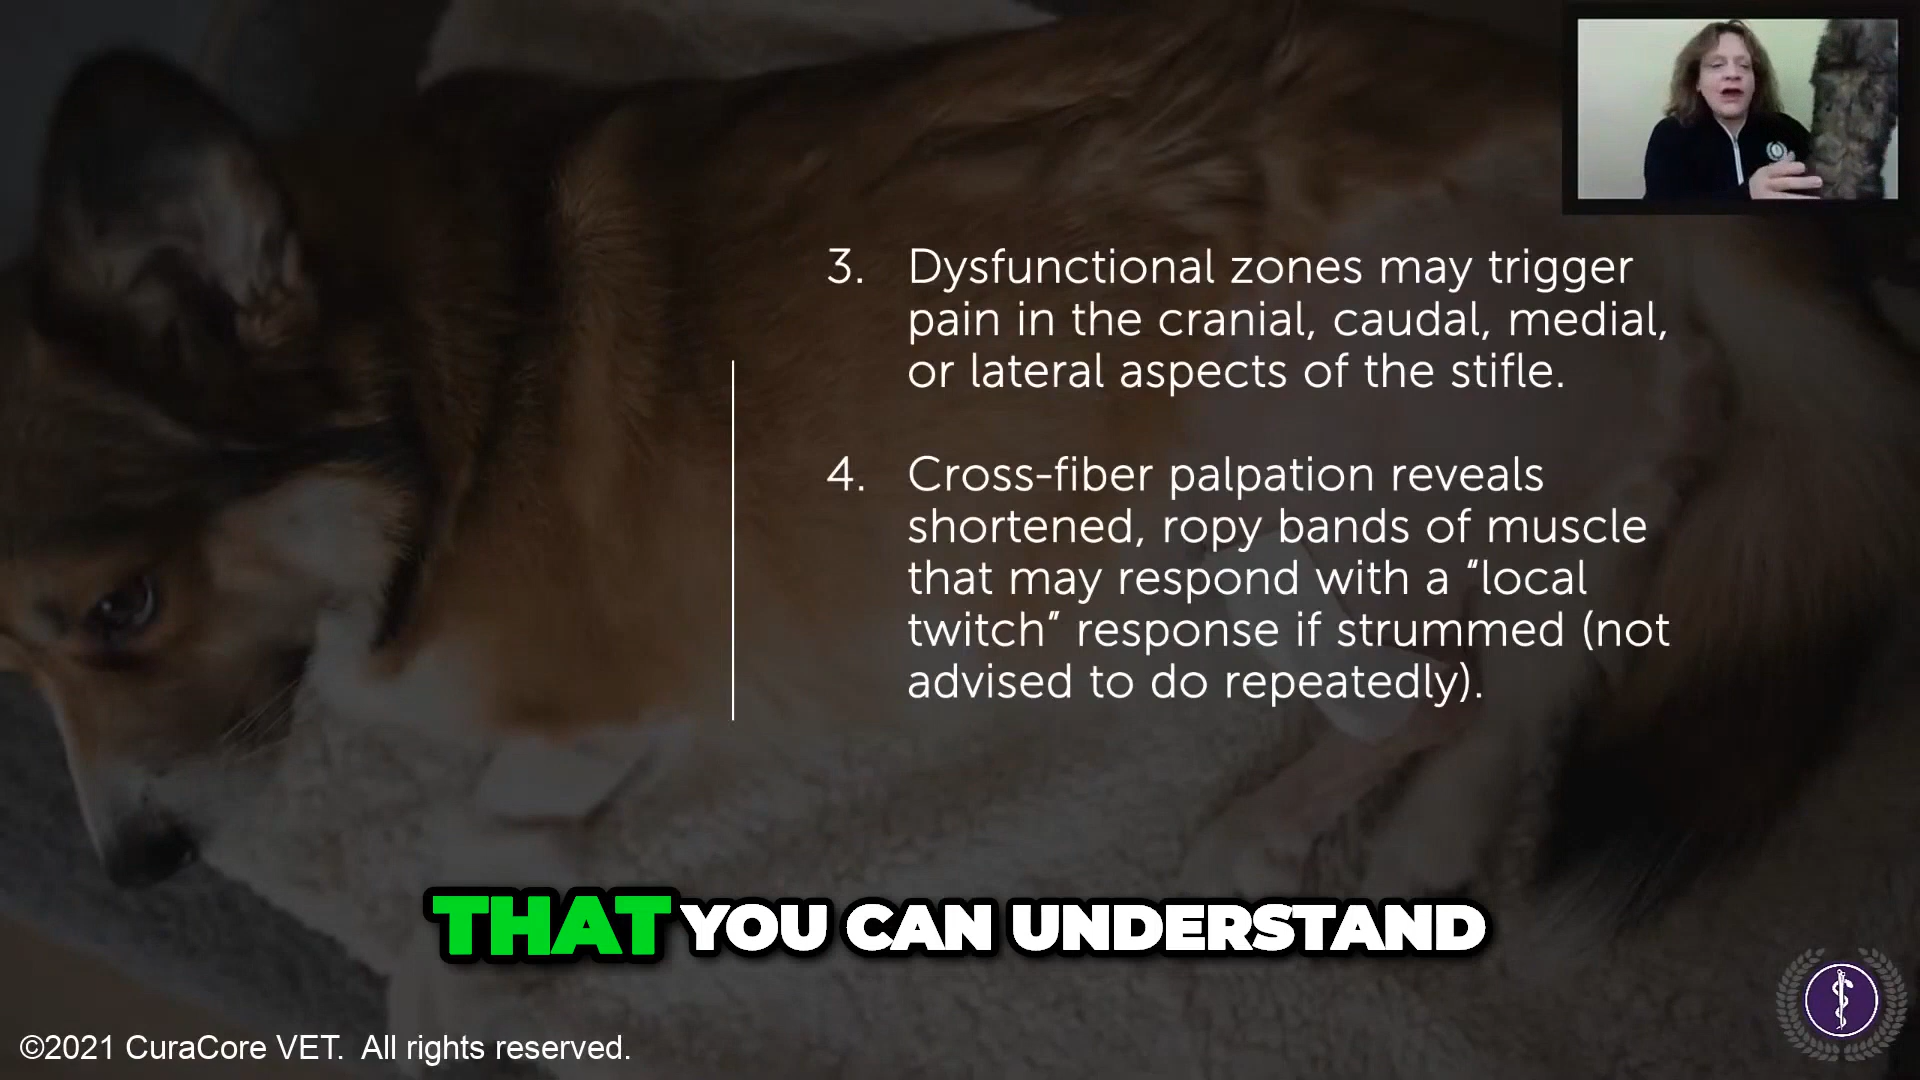 3. Dysfunctional zones may trigger
pain in the cranial, caudal, medial,
or lateral aspects of the stifle.
4. Cross-fiber palpation reveals
shortened, ropy bands of muscle
that may respond with a “local
twitch” response if strummed (not
advised to do repeatedly).
THAT YOU CAN UNDERSTAND
©2021 CuraCore VET.  All rights reserved.